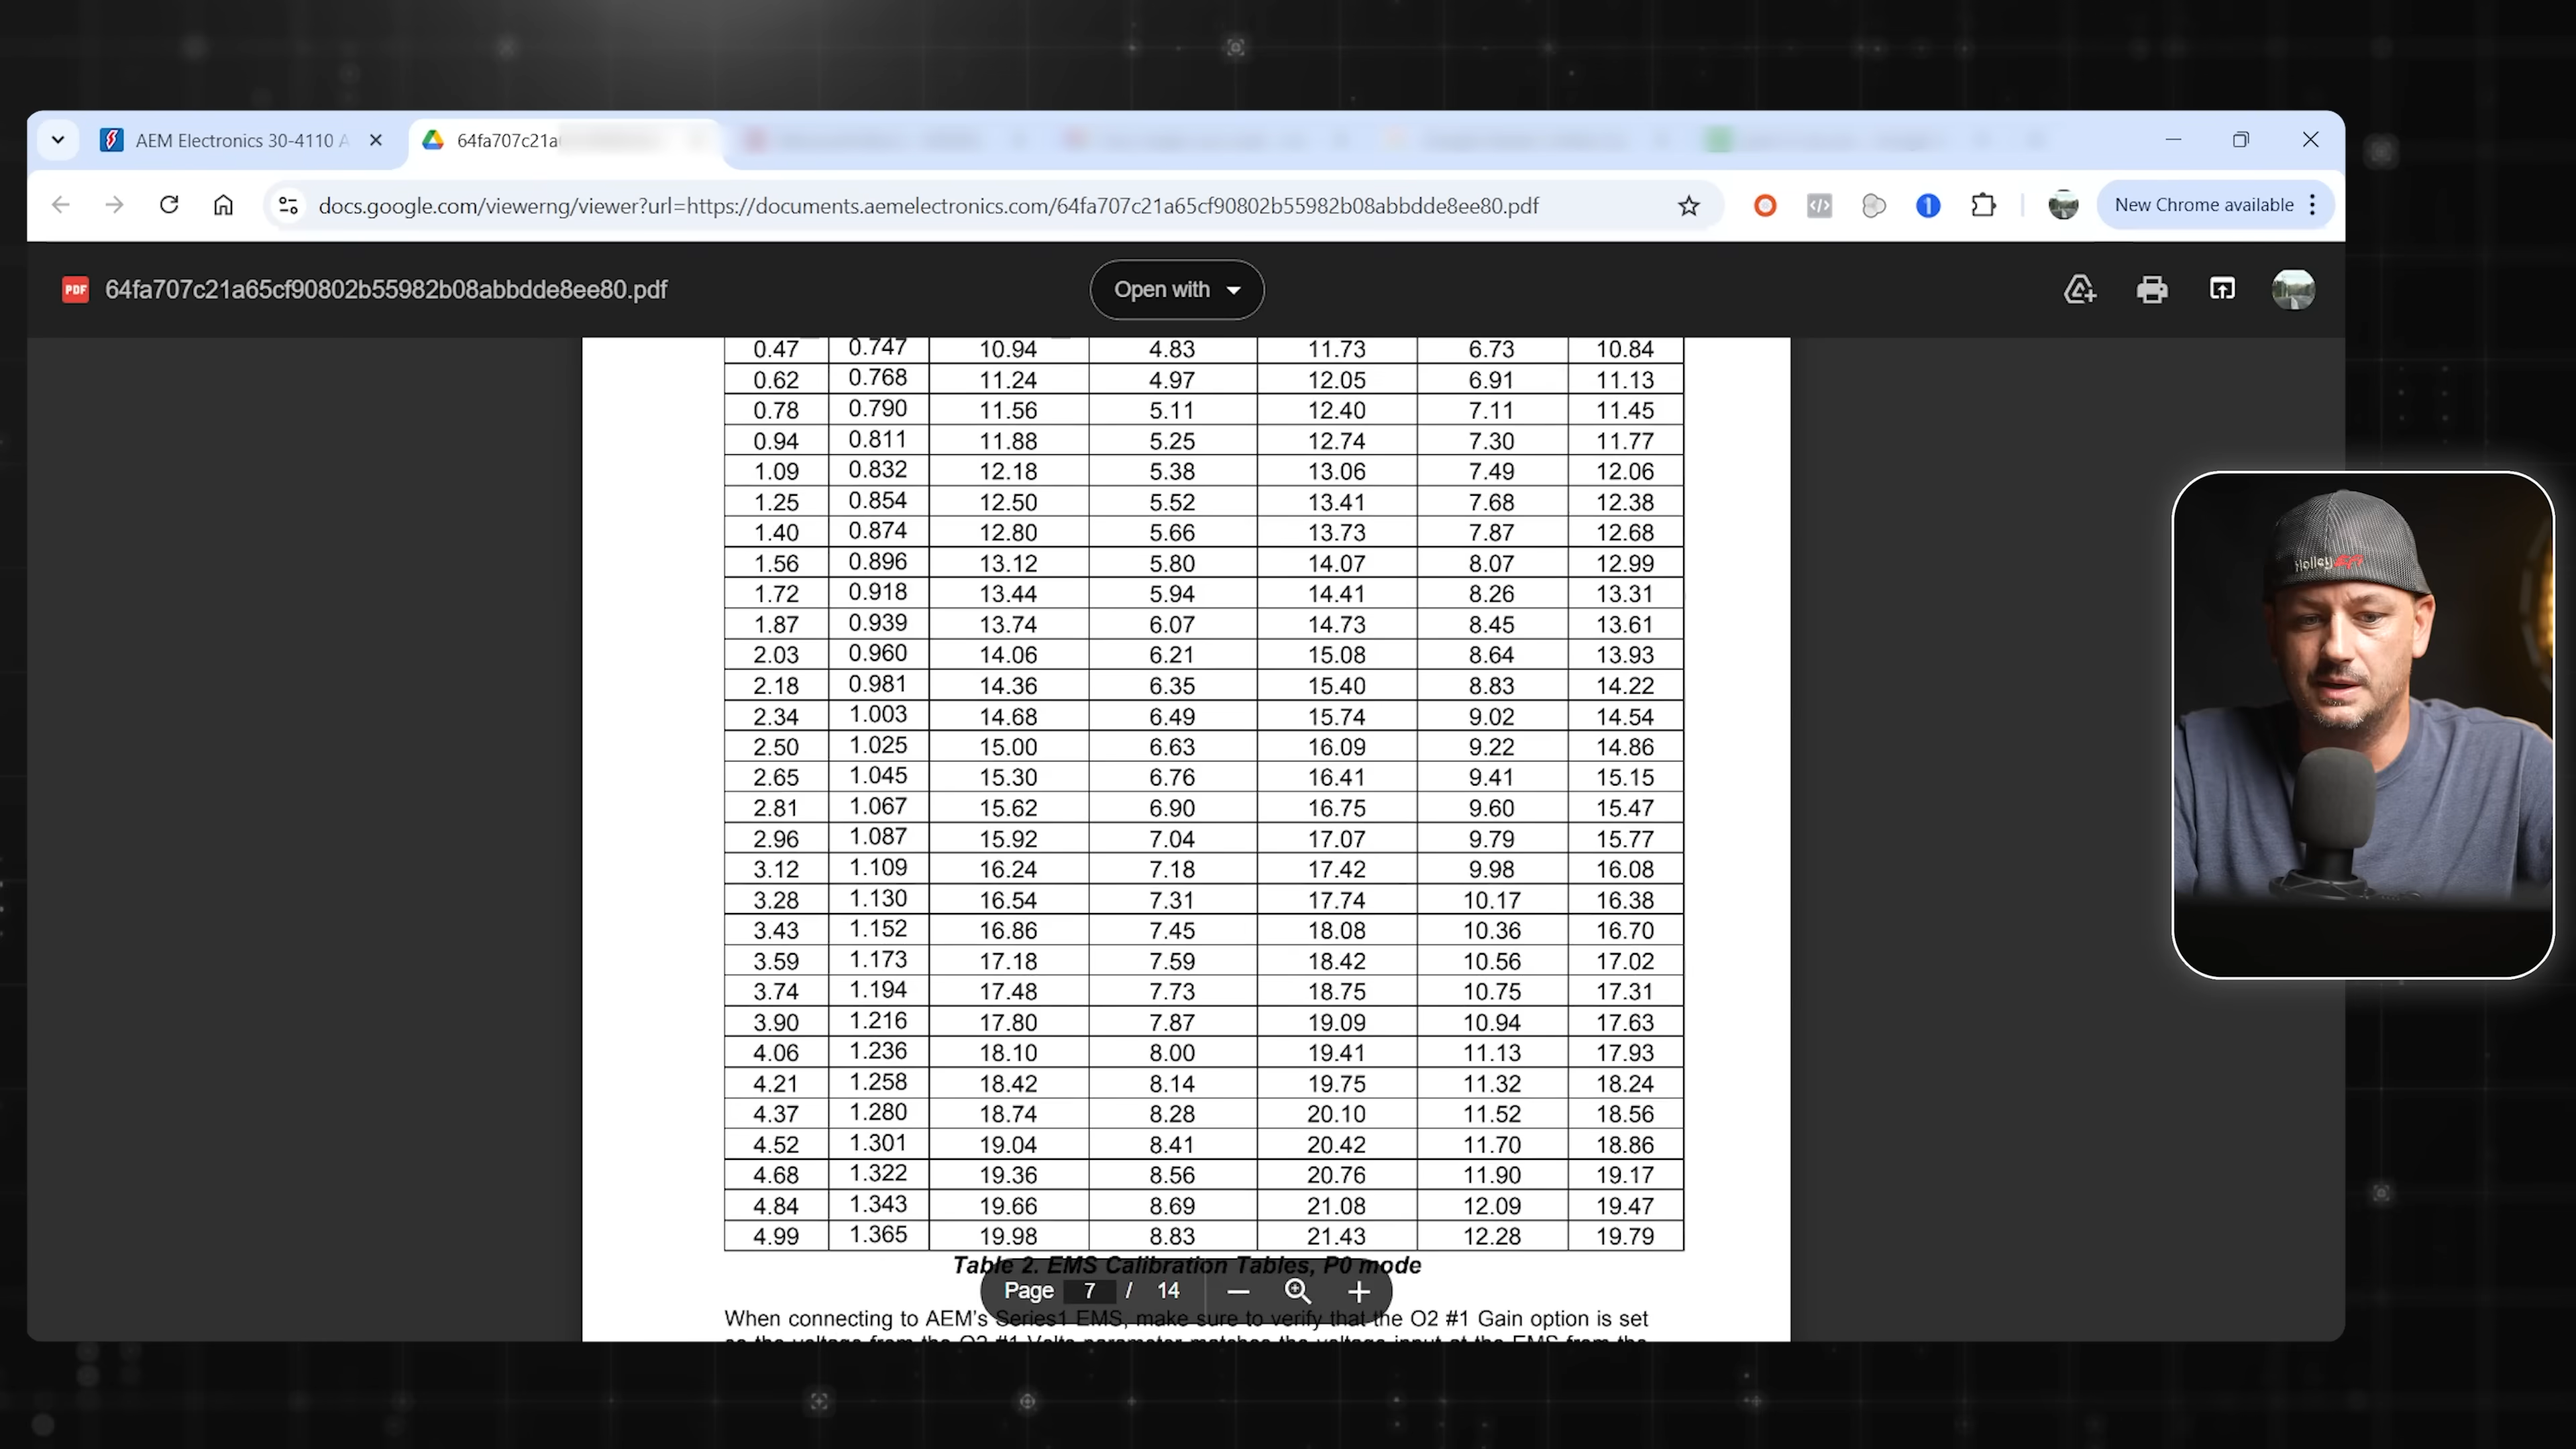 AEM Electronics 30-4110 A
64fa707c21a
docs.google.com/viewerng/viewer?url=https://documents.aemelectronics.com/64fa707c21a65cf90802b55982b08abbdde8ee80.pdf
New Chrome available
PDF 64fa707c21a65cf90802b55982b08abbdde8ee80.pdf
Open with
0.47 0.747 10.94 4.83 11.73 6.73 10.84
0.62 0.768 11.24 4.97 12.05 6.91 11.13
0.78 0.790 11.56 5.11 12.40 7.11 11.45
0.94 0.811 11.88 5.25 12.74 7.30 11.77
1.09 0.832 12.18 5.38 13.06 7.49 12.06
1.25 0.854 12.50 5.52 13.41 7.68 12.38
1.40 0.874 12.80 5.66 13.73 7.87 12.68
1.56 0.896 13.12 5.80 14.07 8.07 12.99
1.72 0.918 13.44 5.94 14.41 8.26 13.31
1.87 0.939 13.74 6.07 14.73 8.45 13.61
2.03 0.960 14.06 6.21 15.08 8.64 13.93
2.18 0.981 14.36 6.35 15.40 8.83 14.22
2.34 1.003 14.68 6.49 15.74 9.02 14.54
2.50 1.025 15.00 6.63 16.09 9.22 14.86
2.65 1.045 15.30 6.76 16.41 9.41 15.15
2.81 1.067 15.62 6.90 16.75 9.60 15.47
2.96 1.087 15.92 7.04 17.07 9.79 15.77
3.12 1.109 16.24 7.18 17.42 9.98 16.08
3.28 1.130 16.54 7.31 17.74 10.17 16.38
3.43 1.152 16.86 7.45 18.08 10.36 16.70
3.59 1.173 17.18 7.59 18.42 10.56 17.02
3.74 1.194 17.48 7.73 18.75 10.75 17.31
3.90 1.216 17.80 7.87 19.09 10.94 17.63
4.06 1.236 18.10 8.00 19.41 11.13 17.93
4.21 1.258 18.42 8.14 19.75 11.32 18.24
4.37 1.280 18.74 8.28 20.10 11.52 18.56
4.52 1.301 19.04 8.41 20.42 11.70 18.86
4.68 1.322 19.36 8.56 20.76 11.90 19.17
4.84 1.343 19.66 8.69 21.08 12.09 19.47
4.99 1.365 19.98 8.83 21.43 12.28 19.79
Table 2. EMS Calibration Tables, P0 mode
Page 7 / 14
When connecting to AEM's Series1 EMS, make sure to verify that the O2 #1 Gain option is set
so the voltage from the O2 #1 Volts parameter matches the voltage input at the EMS from the
Holley